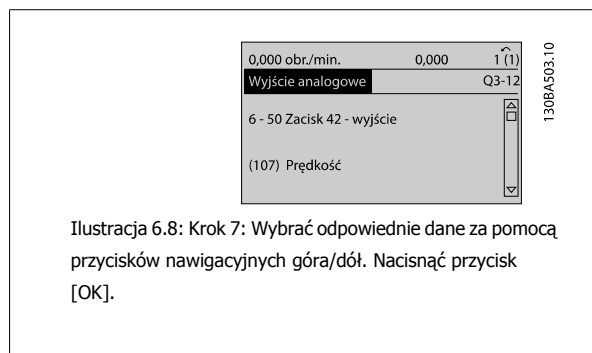 0,000 obr./min. 0,000 1 (1)
Wyjście analogowe Q3-12
6 - 50 Zacisk 42 - wyjście
(107) Prędkość
130BA503.10
Ilustracja 6.8: Krok 7: Wybrać odpowiednie dane za pomocą
przycisków nawigacyjnych góra/dół. Nacisnąć przycisk
[OK].